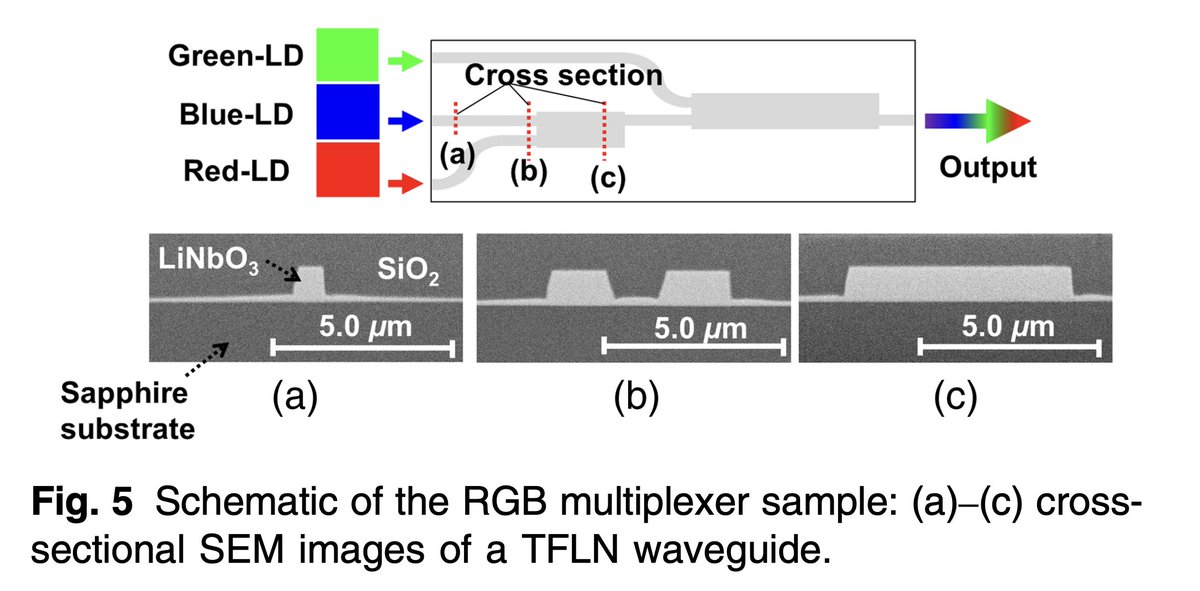 Green-LD
Cross section
Blue-LD
(a)
(b)
(c)
Red-LD
Output
LiNbO₃
SiO₂
5.0 µm
5.0 µm
5.0 µm
Sapphire
substrate
(a)
(b)
(c)
Fig. 5 Schematic of the RGB multiplexer sample: (a)–(c) cross-
sectional SEM images of a TFLN waveguide.